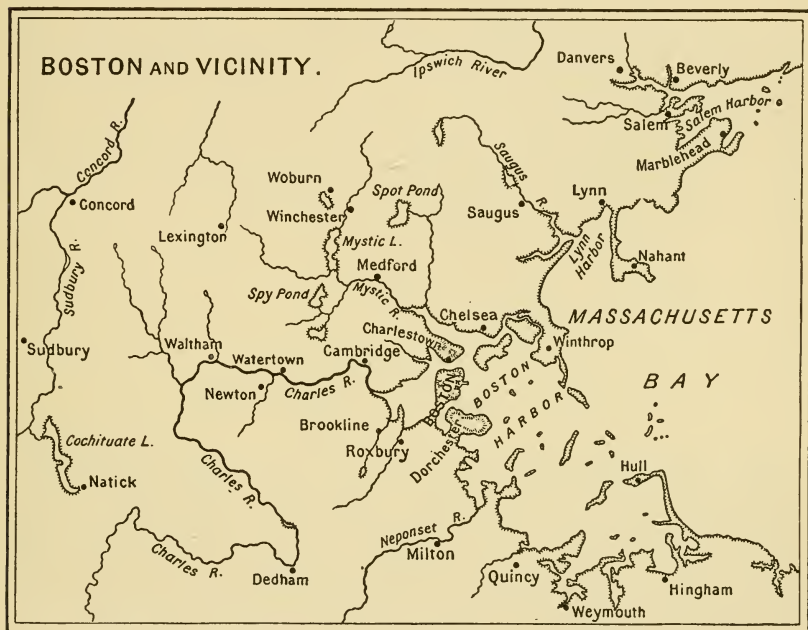 BOSTON AND VICINITY.
Ipswich River
Danvers
Beverly
Salem Harbor
Salem
Marblehead
Concord R.
Concord
Woburn
Winchester
Spot Pond
Saugus R.
Saugus
Lynn
Lexington
Mystic L.
Medford
Lynn Harbor
Nahant
Sudbury R.
Spy Pond
Mystic R.
Chelsea
MASSACHUSETTS BAY
Charlestown
Sudbury
Waltham
Watertown
Cambridge
Winthrop
Newton
Charles R.
BOSTON
BOSTON HARBOR
Brookline
Roxbury
Dorchester
Cochituate L.
Natick
Charles R.
Hull
Neponset R.
Charles R.
Milton
Dedham
Quincy
Hingham
Weymouth